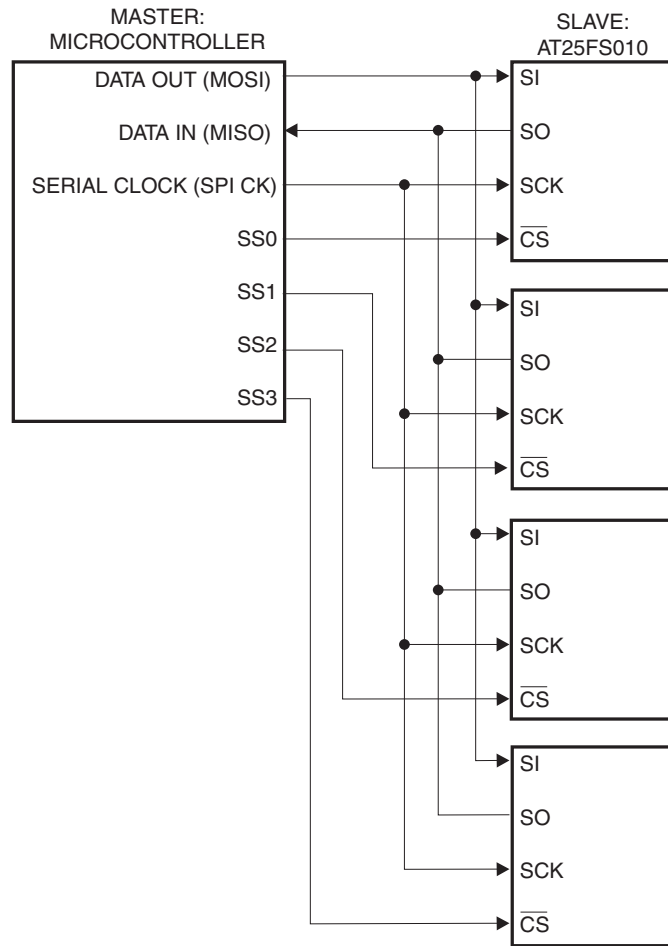 MASTER:
MICROCONTROLLER
SLAVE:
AT25FS010
DATA OUT (MOSI)
DATA IN (MISO)
SERIAL CLOCK (SPI CK)
SS0
SS1
SS2
SS3
SI
SO
SCK
CS
SI
SO
SCK
CS
SI
SO
SCK
CS
SI
SO
SCK
CS